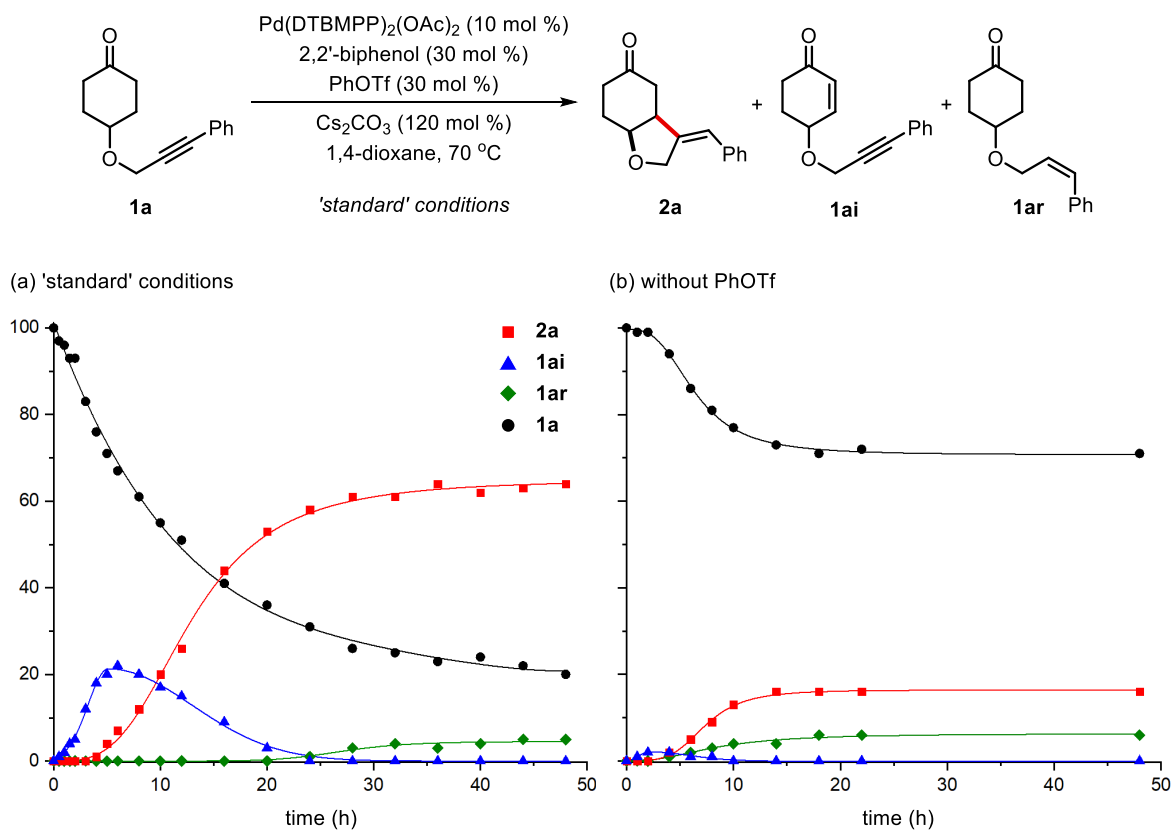 Pd(DTBMPP)₂(OAc)₂ (10 mol %)
2,2'-biphenol (30 mol %)
PhOTf (30 mol %)
Cs₂CO₃ (120 mol %)
1,4-dioxane, 70 °C
'standard' conditions
O
Ph
O
1a
O
O
Ph
2a
+
O
Ph
O
1ai
+
O
O
Ph
1ar
(a) 'standard' conditions
(b) without PhOTf
100
80
60
40
20
0
2a
1ai
1ar
1a
0 10 20 30 40 50
time (h)
0 10 20 30 40 50
time (h)